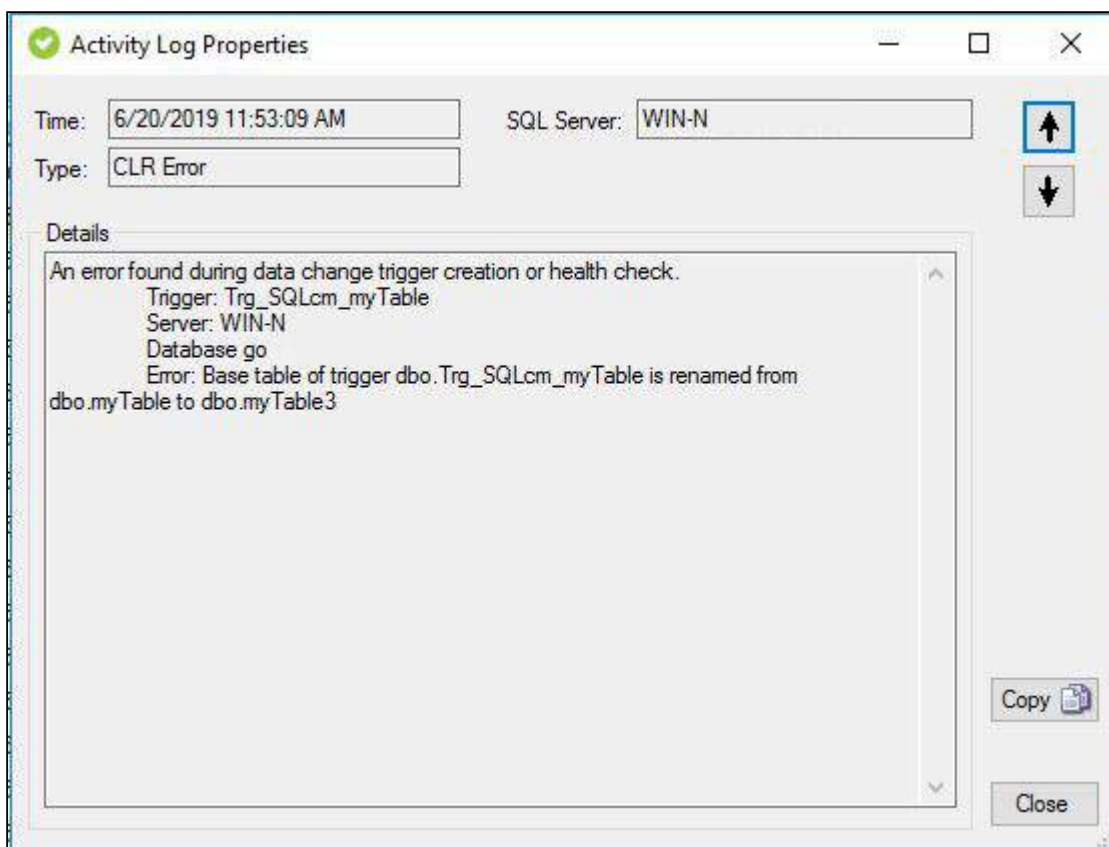 Activity Log Properties
Time: 6/20/2019 11:53:09 AM SQL Server: WIN-N
Type: CLR Error
Details
An error found during data change trigger creation or health check.
Trigger: Trg_SQLcm_myTable
Server: WIN-N
Database go
Error: Base table of trigger dbo.Trg_SQLcm_myTable is renamed from
dbo.myTable to dbo.myTable3
Copy
Close